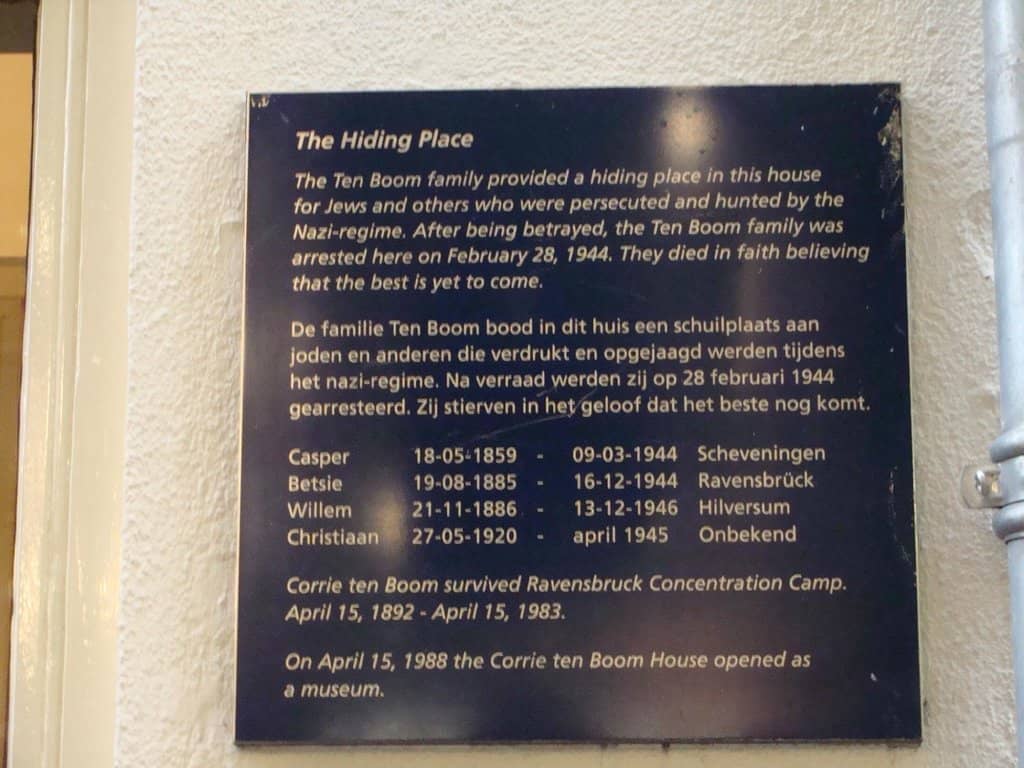 The Hiding Place
The Ten Boom family provided a hiding place in this house
for Jews and others who were persecuted and hunted by the
Nazi-regime. After being betrayed, the Ten Boom family was
arrested here on February 28, 1944. They died in faith believing
that the best is yet to come.
De familie Ten Boom bood in dit huis een schuilplaats aan
joden en anderen die verdrukt en opgejaagd werden tijdens
het nazi-regime. Na verraad werden zij op 28 februari 1944
gearresteerd. Zij stierven in het geloof dat het beste nog komt.
Casper 18-05-1859 - 09-03-1944 Scheveningen
Betsie 19-08-1885 - 16-12-1944 Ravensbrück
Willem 21-11-1886 - 13-12-1946 Hilversum
Christiaan 27-05-1920 - april 1945 Onbekend
Corrie ten Boom survived Ravensbruck Concentration Camp.
April 15, 1892 - April 15, 1983.
On April 15, 1988 the Corrie ten Boom House opened as
a museum.